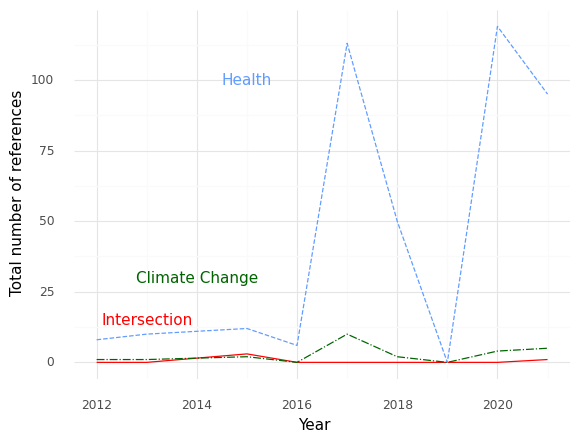 Health
Climate Change
Intersection
Total number of references
100
75
50
25
0
2012 2014 2016 2018 2020
Year